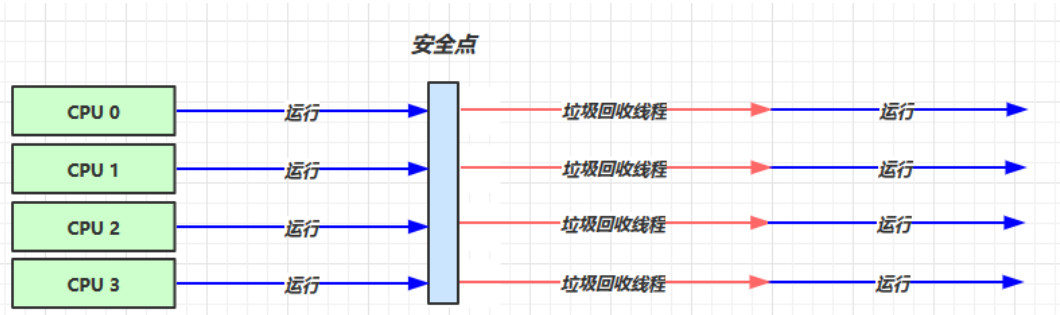 安全点
CPU 0 运行 垃圾回收线程 运行
CPU 1 运行 垃圾回收线程 运行
CPU 2 运行 垃圾回收线程 运行
CPU 3 运行 垃圾回收线程 运行